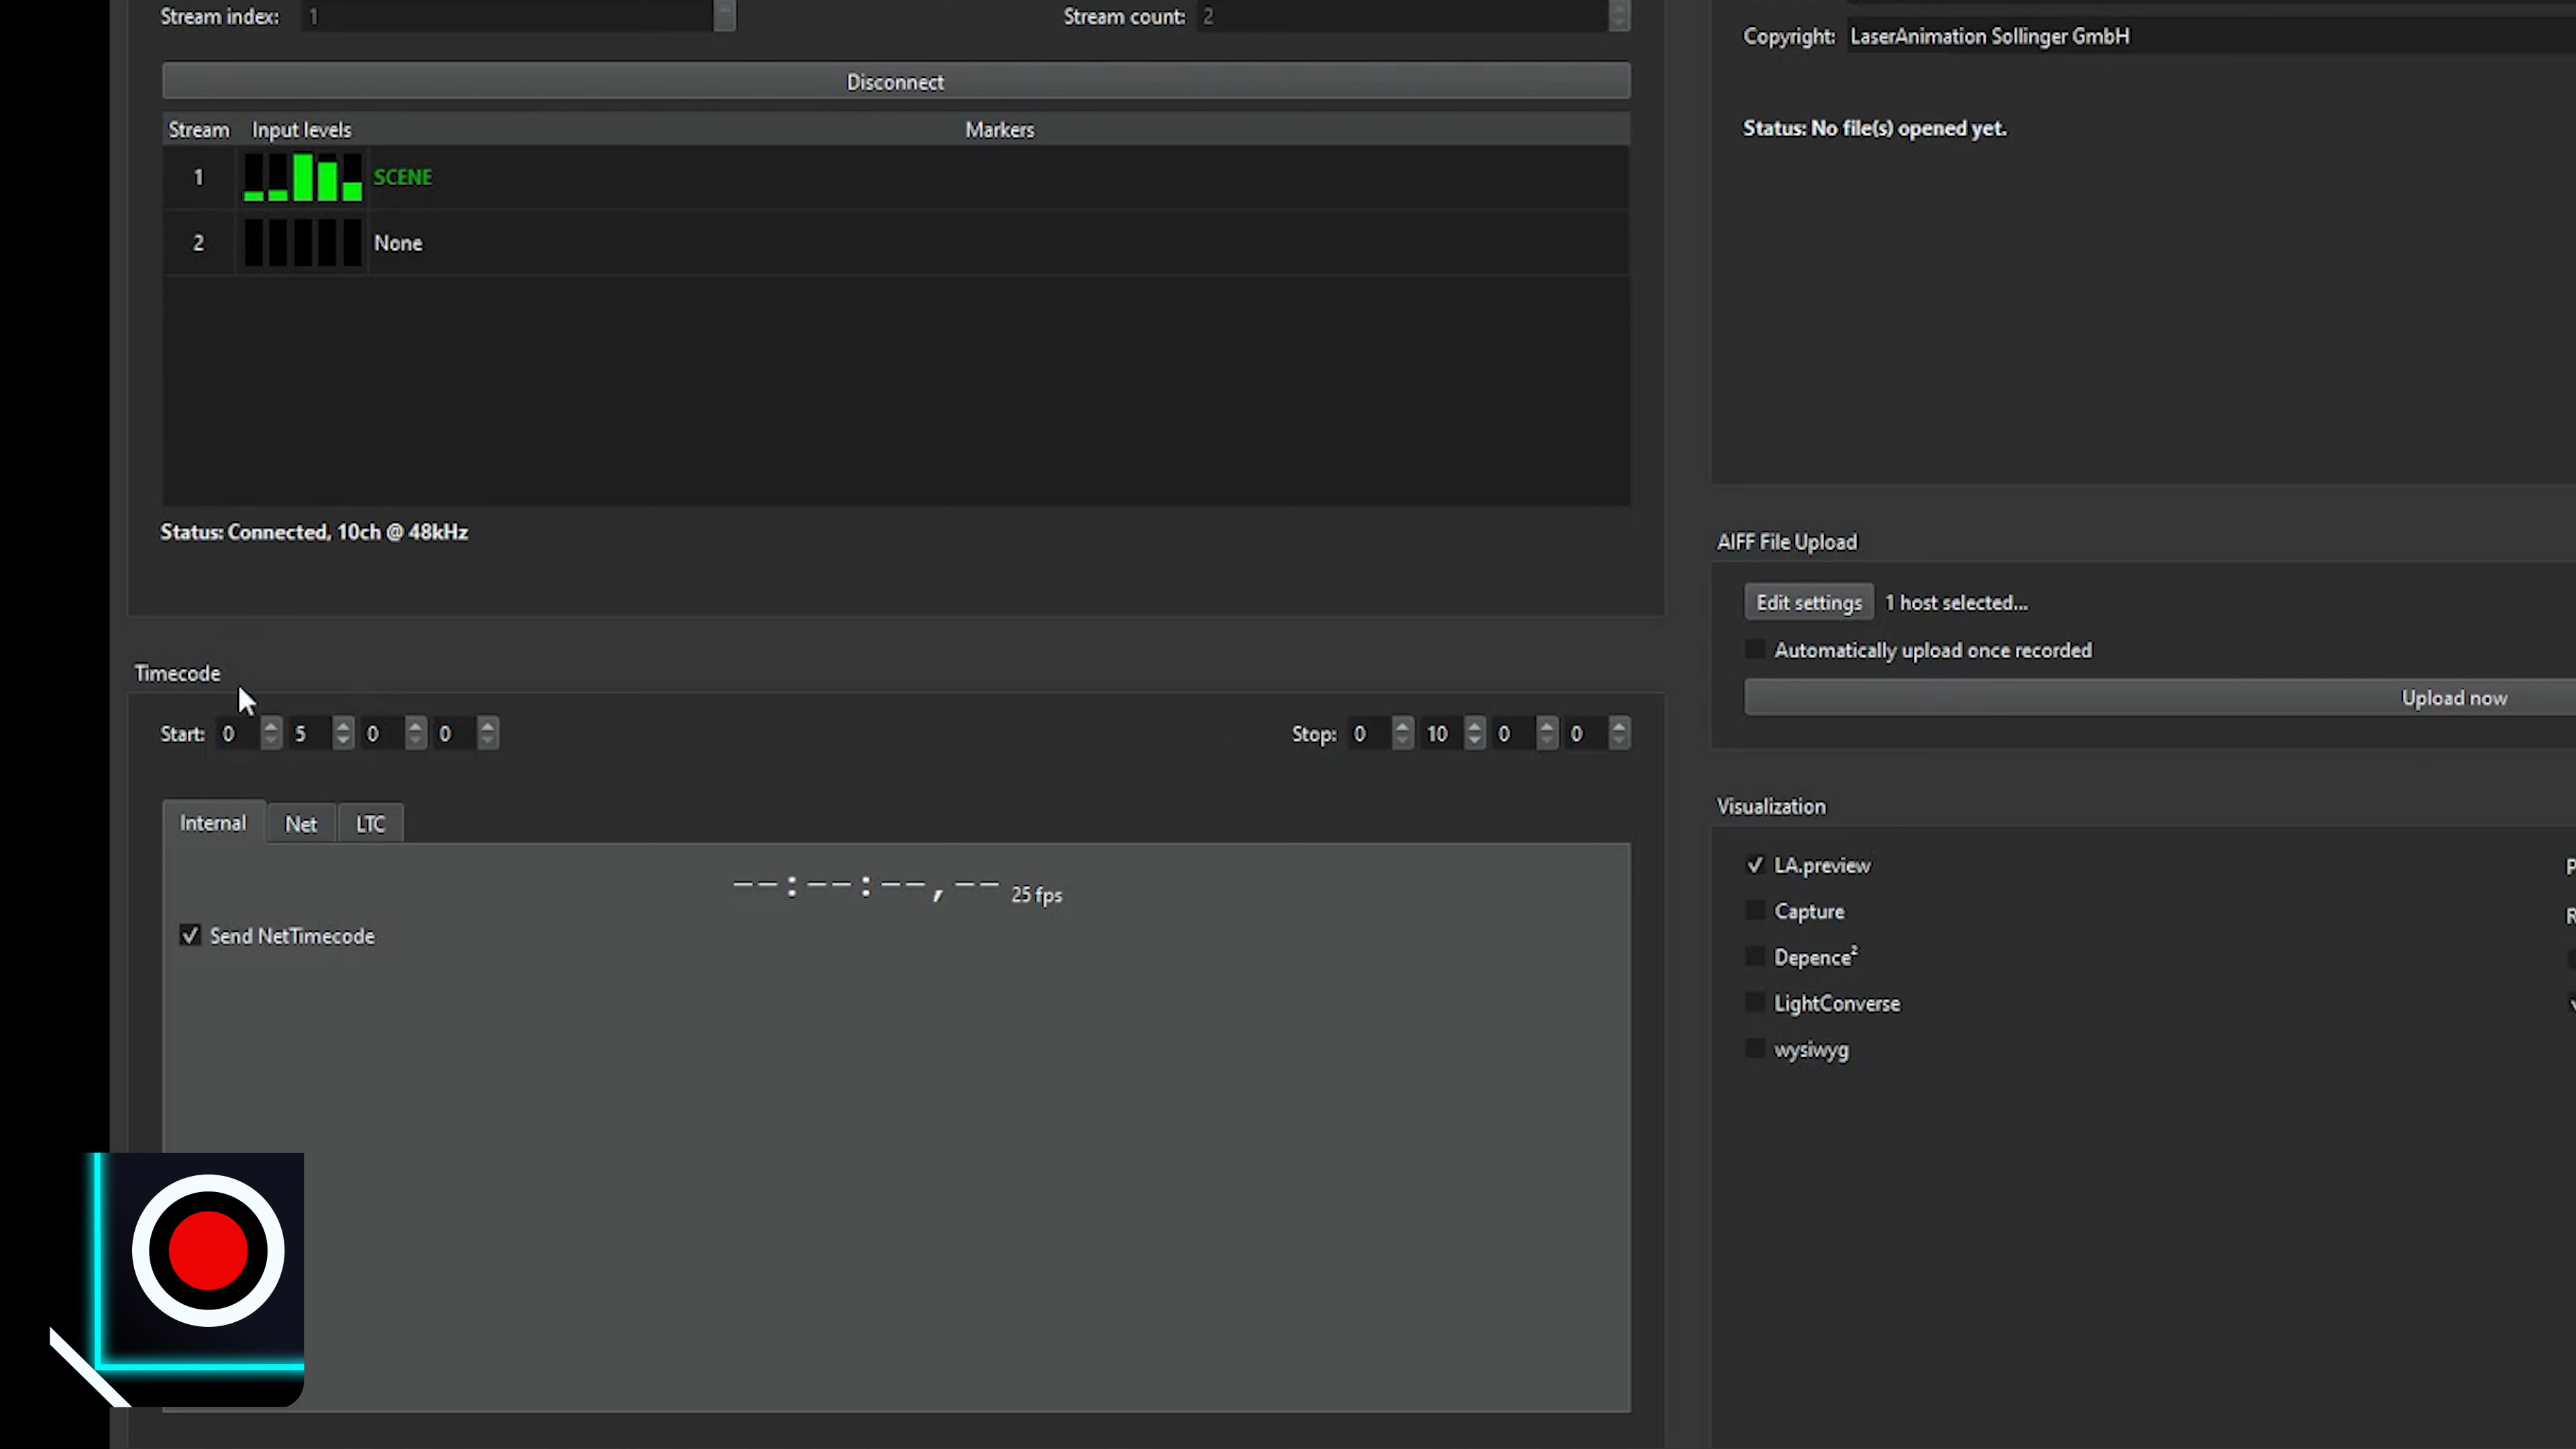 Stream index: 1
Stream count: 2
Disconnect
Stream Input levels Markers
1 SCENE
2 None
Status: Connected, 10ch @ 48kHz
Timecode
Start: 0 5 0 0
Stop: 0 10 0 0
Internal Net LTC
--:--:--,-- 25 fps
Send NetTimecode
Copyright: LaserAnimation Sollinger GmbH
Status: No file(s) opened yet.
AIFF File Upload
Edit settings 1 host selected...
Automatically upload once recorded
Upload now
Visualization
LA.preview
Capture
Depence²
LightConverse
wysiwyg